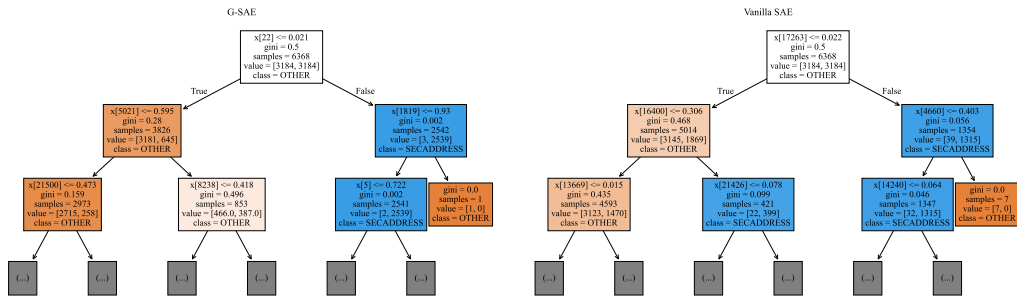 G-SAE
x[22] <= 0.021
gini = 0.5
samples = 6368
value = [3184, 3184]
class = OTHER
True
False
x[5021] <= 0.595
gini = 0.28
samples = 3826
value = [3181, 645]
class = OTHER
x[1819] <= 0.93
gini = 0.002
samples = 2542
value = [3, 2539]
class = SECADDRESS
x[21500] <= 0.473
gini = 0.159
samples = 2973
value = [2715, 258]
class = OTHER
x[8238] <= 0.418
gini = 0.496
samples = 853
value = [466.0, 387.0]
class = OTHER
x[5] <= 0.722
gini = 0.002
samples = 2541
value = [2, 2539]
class = SECADDRESS
gini = 0.0
samples = 1
value = [1, 0]
class = OTHER
(...)
(...)
(...)
(...)
(...)
(...)
Vanilla SAE
x[17263] <= 0.022
gini = 0.5
samples = 6368
value = [3184, 3184]
class = OTHER
True
False
x[16400] <= 0.306
gini = 0.468
samples = 5014
value = [3145, 1869]
class = OTHER
x[4660] <= 0.403
gini = 0.056
samples = 1354
value = [39, 1315]
class = SECADDRESS
x[13669] <= 0.015
gini = 0.435
samples = 4593
value = [3123, 1470]
class = OTHER
x[21426] <= 0.078
gini = 0.099
samples = 421
value = [22, 399]
class = SECADDRESS
x[14240] <= 0.064
gini = 0.046
samples = 1347
value = [32, 1315]
class = SECADDRESS
gini = 0.0
samples = 7
value = [7, 0]
class = OTHER
(...)
(...)
(...)
(...)
(...)
(...)